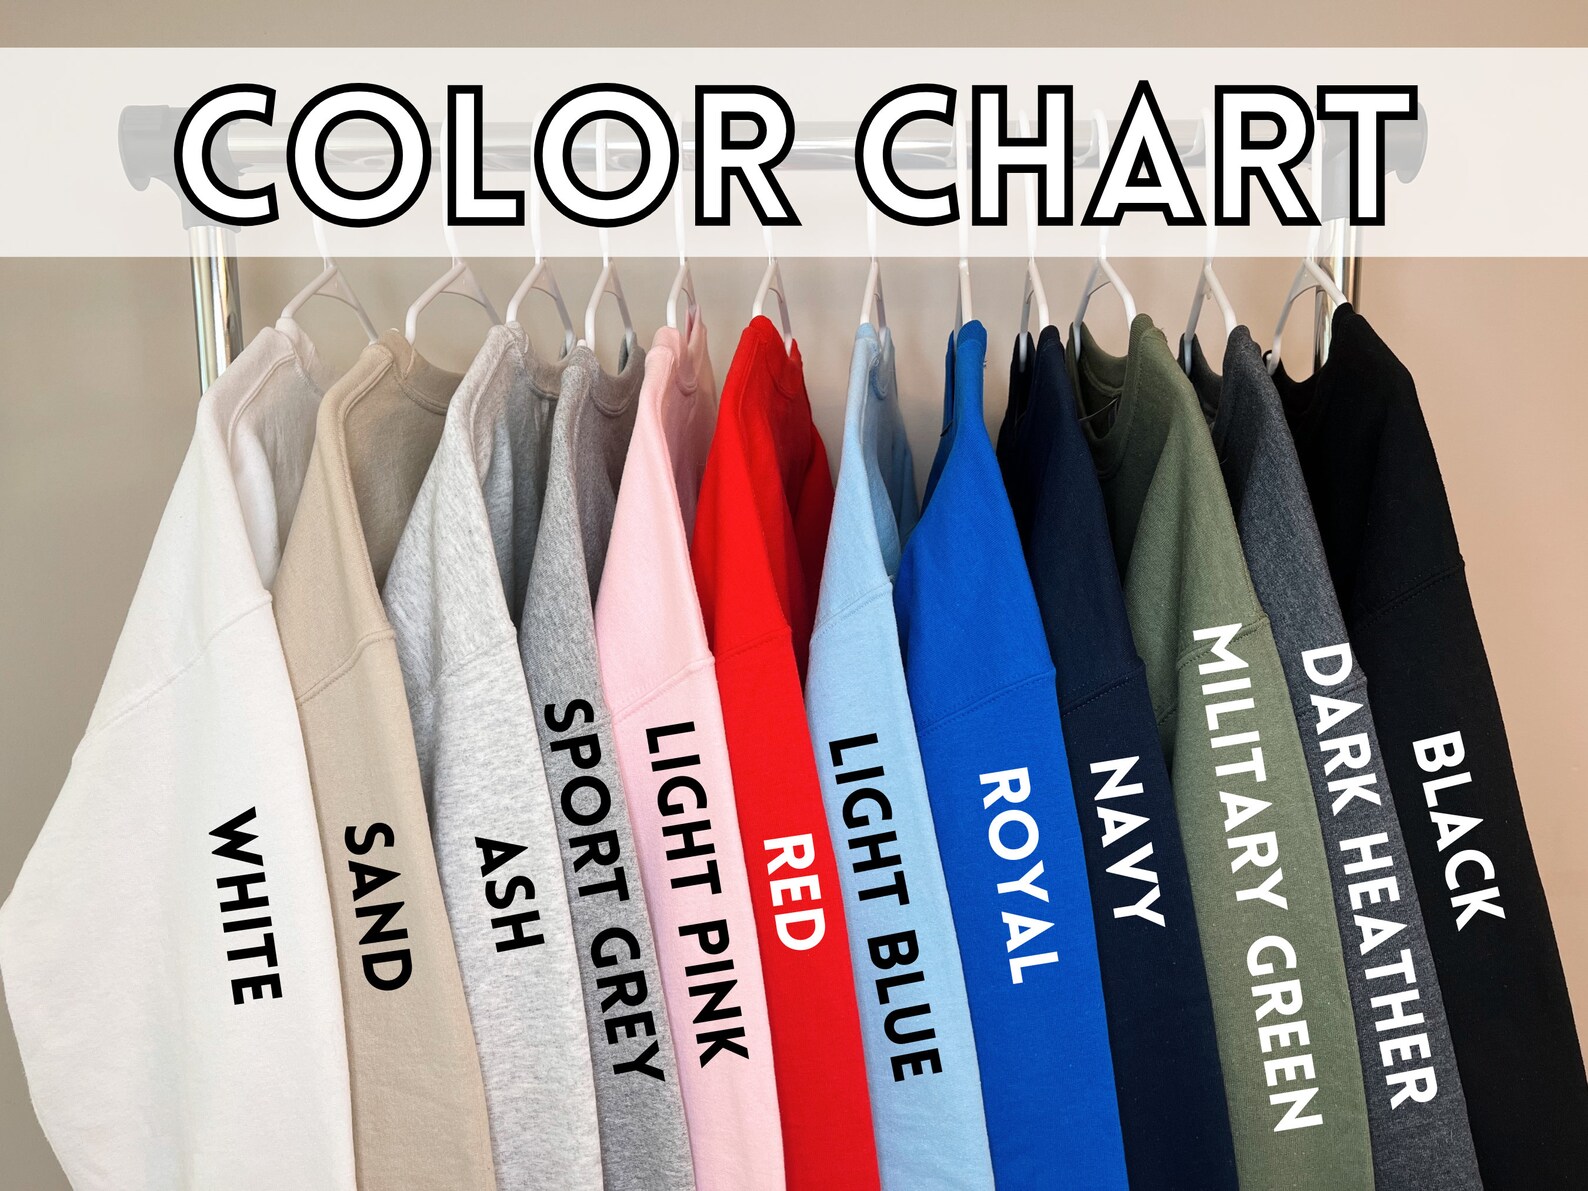 COLOR CHART
WHITE
SAND
ASH
SPORT GREY
LIGHT PINK
RED
LIGHT BLUE
ROYAL
NAVY
MILITARY GREEN
DARK HEATHER
BLACK